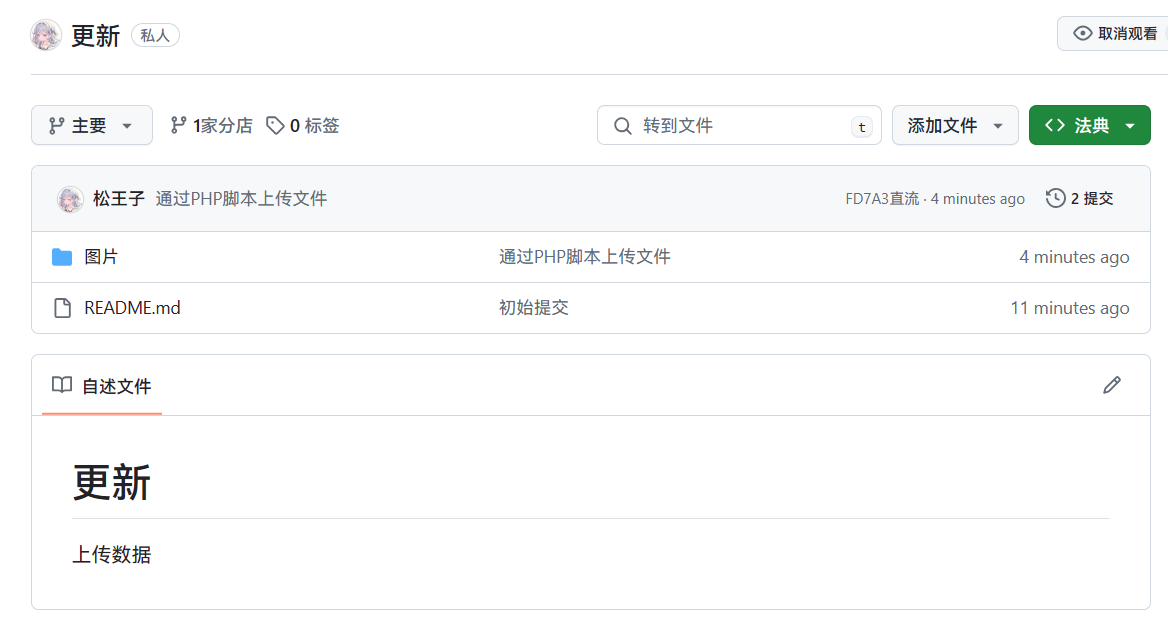 更新 私人 取消观看
主要 1家分店 0 标签 转到文件 t 添加文件 法典
松王子 通过PHP脚本上传文件 FD7A3直流 · 4 minutes ago 2 提交
图片 通过PHP脚本上传文件 4 minutes ago
README.md 初始提交 11 minutes ago
自述文件
更新
上传数据